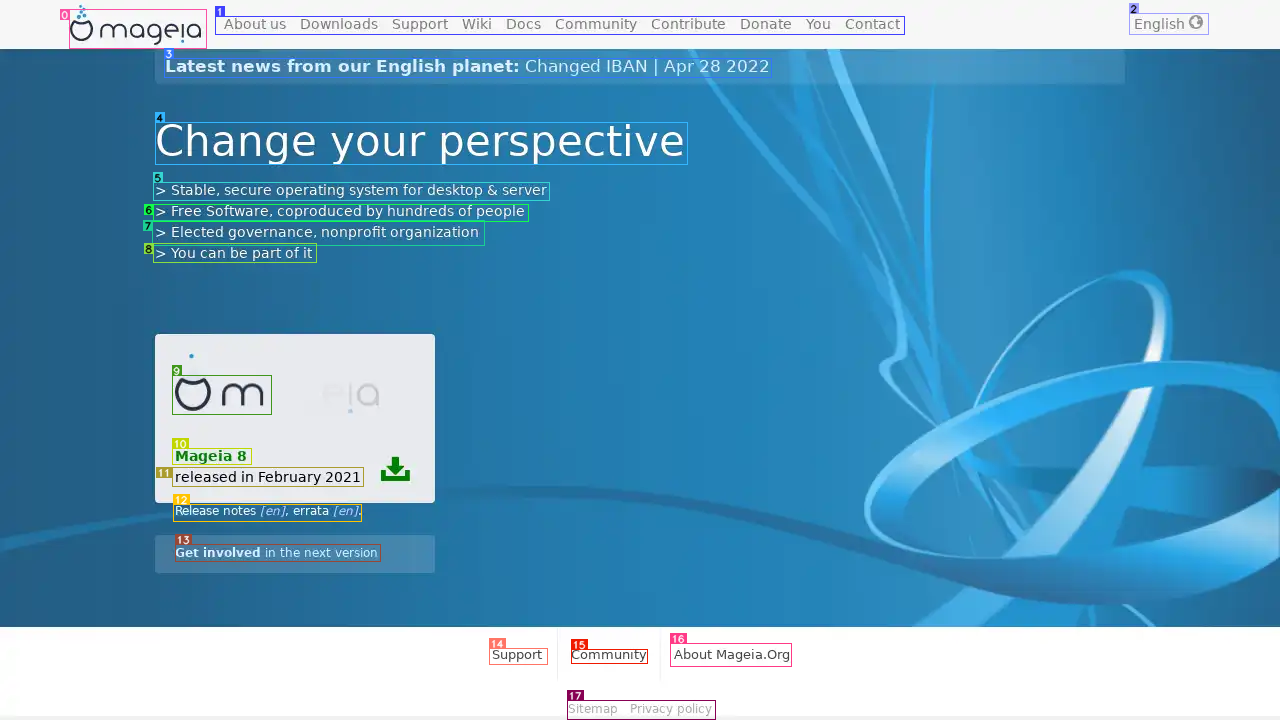 mageia
About us Downloads Support Wiki Docs Community Contribute Donate You Contact
English
Latest news from our English planet: Changed IBAN | Apr 28 2022
Change your perspective
> Stable, secure operating system for desktop & server
> Free Software, coproduced by hundreds of people
> Elected governance, nonprofit organization
> You can be part of it
m eia
Mageia 8
released in February 2021
Release notes [en], errata [en].
Get involved in the next version
Support Community About Mageia.Org
Sitemap Privacy policy
0
1
2
3
4
5
6
7
8
9
10
11
12
13
14
15
16
17